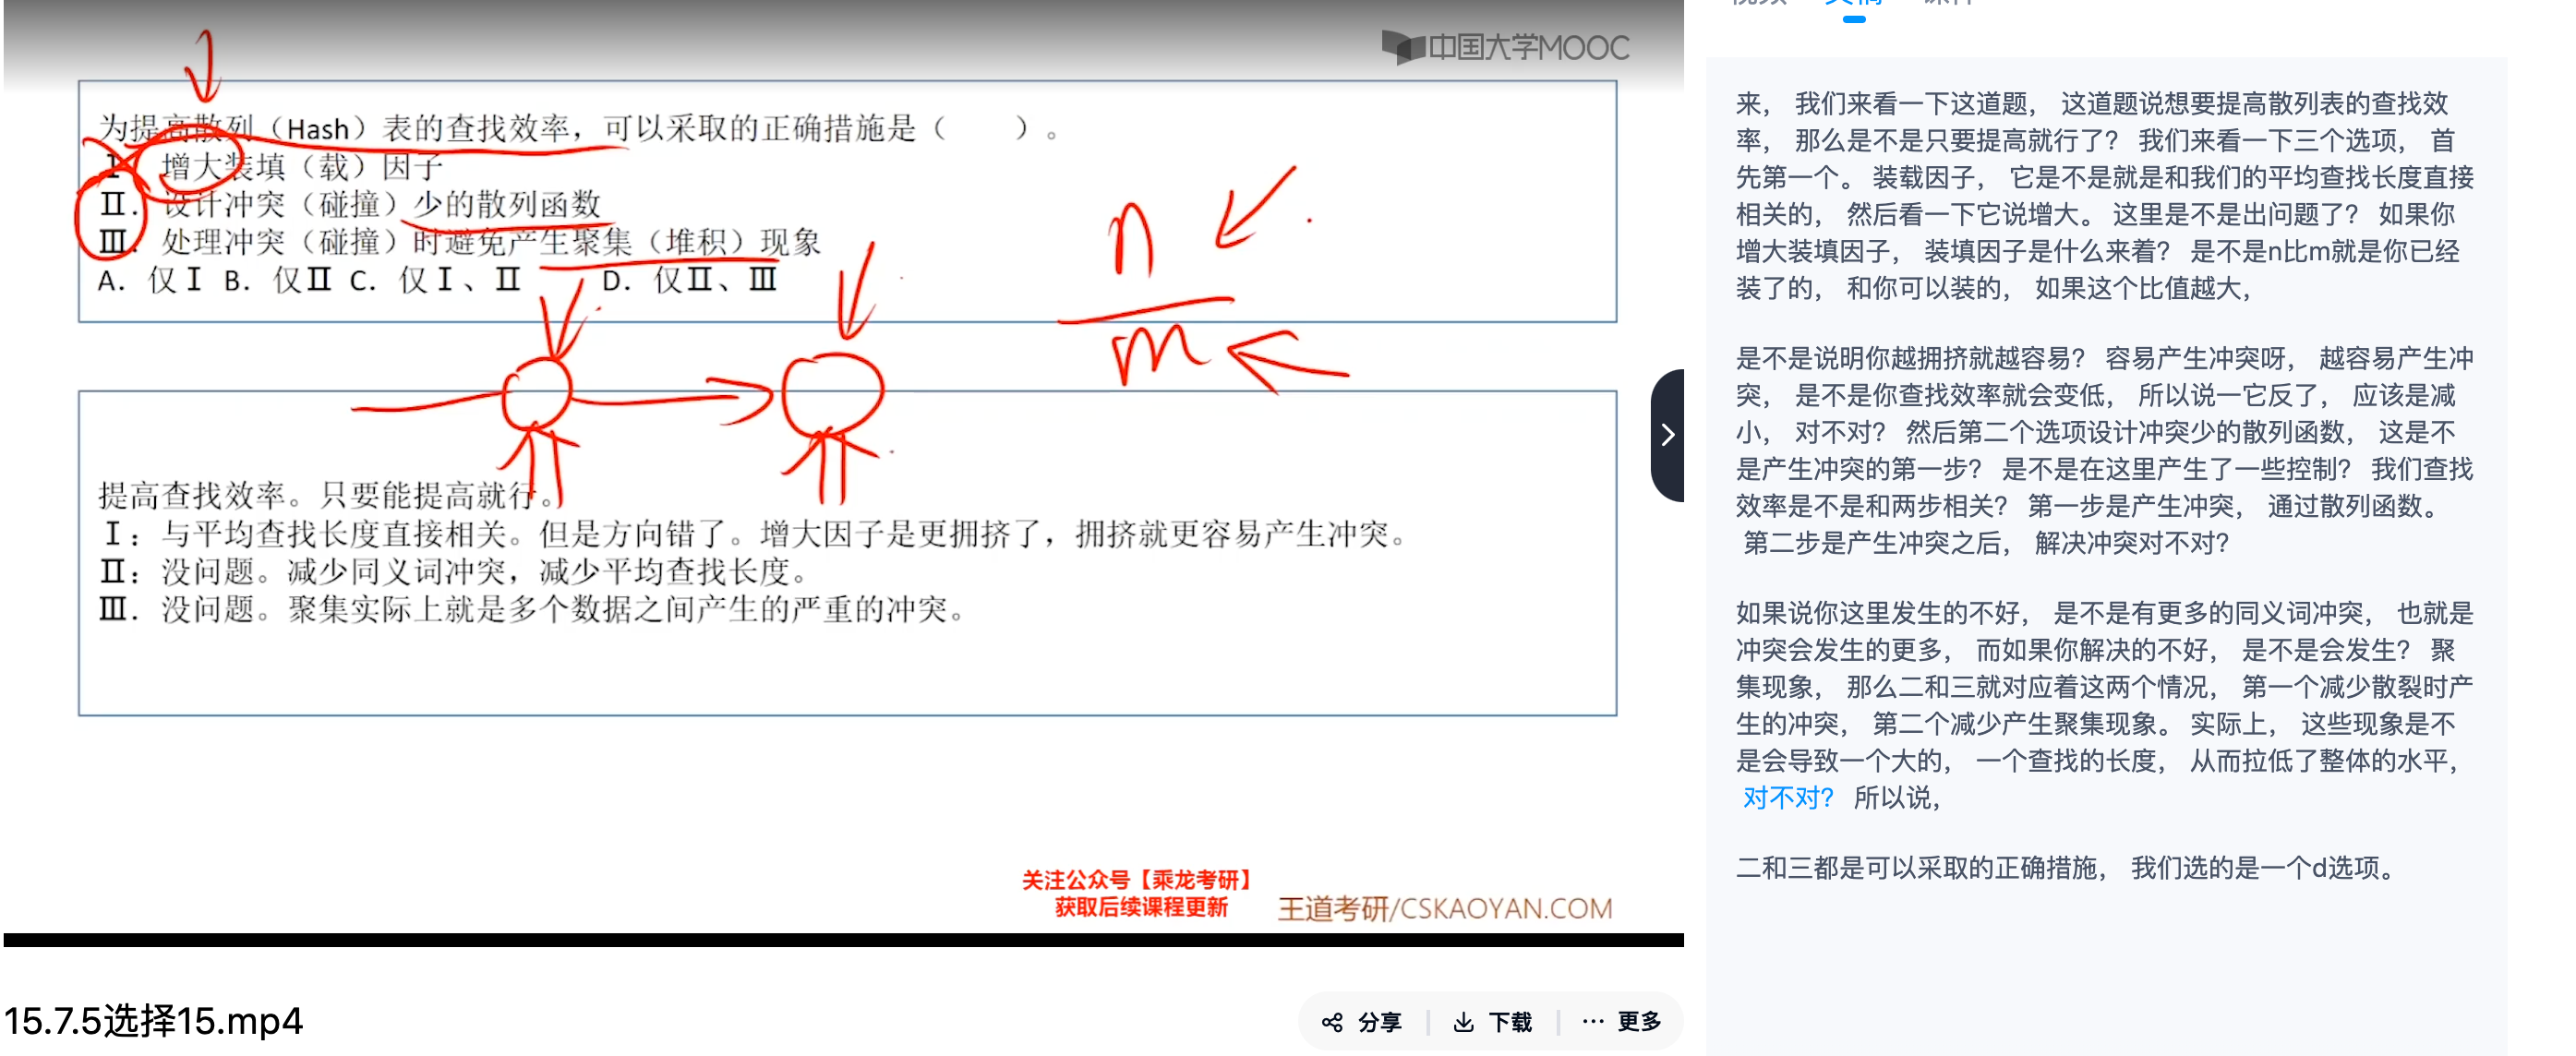 中国大学MOOC
为提高散列（Hash）表的查找效率，可以采取的正确措施是（　　）。
Ⅰ 增大装填（载）因子
Ⅱ. 设计冲突（碰撞）少的散列函数
Ⅲ. 处理冲突（碰撞）时避免产生聚集（堆积）现象
A. 仅Ⅰ B. 仅Ⅱ C. 仅Ⅰ、Ⅱ D. 仅Ⅱ、Ⅲ
n
m
提高查找效率。只要能提高就行。
Ⅰ：与平均查找长度直接相关。但是方向错了。增大因子是更拥挤了，拥挤就更容易产生冲突。
Ⅱ：没问题。减少同义词冲突，减少平均查找长度。
Ⅲ. 没问题。聚集实际上就是多个数据之间产生的严重的冲突。
关注公众号【乘龙考研】
获取后续课程更新
王道考研/CSKAOYAN.COM
15.7.5选择15.mp4
分享
下载
更多
来， 我们来看一下这道题， 这道题说想要提高散列表的查找效
率， 那么是不是只要提高就行了？ 我们来看一下三个选项， 首
先第一个。 装载因子， 它是不是就是和我们的平均查找长度直接
相关的， 然后看一下它说增大。 这里是不是出问题了？ 如果你
增大装填因子， 装填因子是什么来着？ 是不是n比m就是你已经
装了的， 和你可以装的， 如果这个比值越大，
是不是说明你越拥挤就越容易？ 容易产生冲突呀， 越容易产生冲
突， 是不是你查找效率就会变低， 所以说一它反了， 应该是减
小， 对不对？ 然后第二个选项设计冲突少的散列函数， 这是不
是产生冲突的第一步？ 是不是在这里产生了一些控制？ 我们查找
效率是不是和两步相关？ 第一步是产生冲突， 通过散列函数。
第二步是产生冲突之后， 解决冲突对不对？
如果说你这里发生的不好， 是不是有更多的同义词冲突， 也就是
冲突会发生的更多， 而如果你解决的不好， 是不是会发生？ 聚
集现象， 那么二和三就对应着这两个情况， 第一个减少散裂时产
生的冲突， 第二个减少产生聚集现象。 实际上， 这些现象是不
是会导致一个大的， 一个查找的长度， 从而拉低了整体的水平，
对不对？ 所以说，
二和三都是可以采取的正确措施， 我们选的是一个d选项。